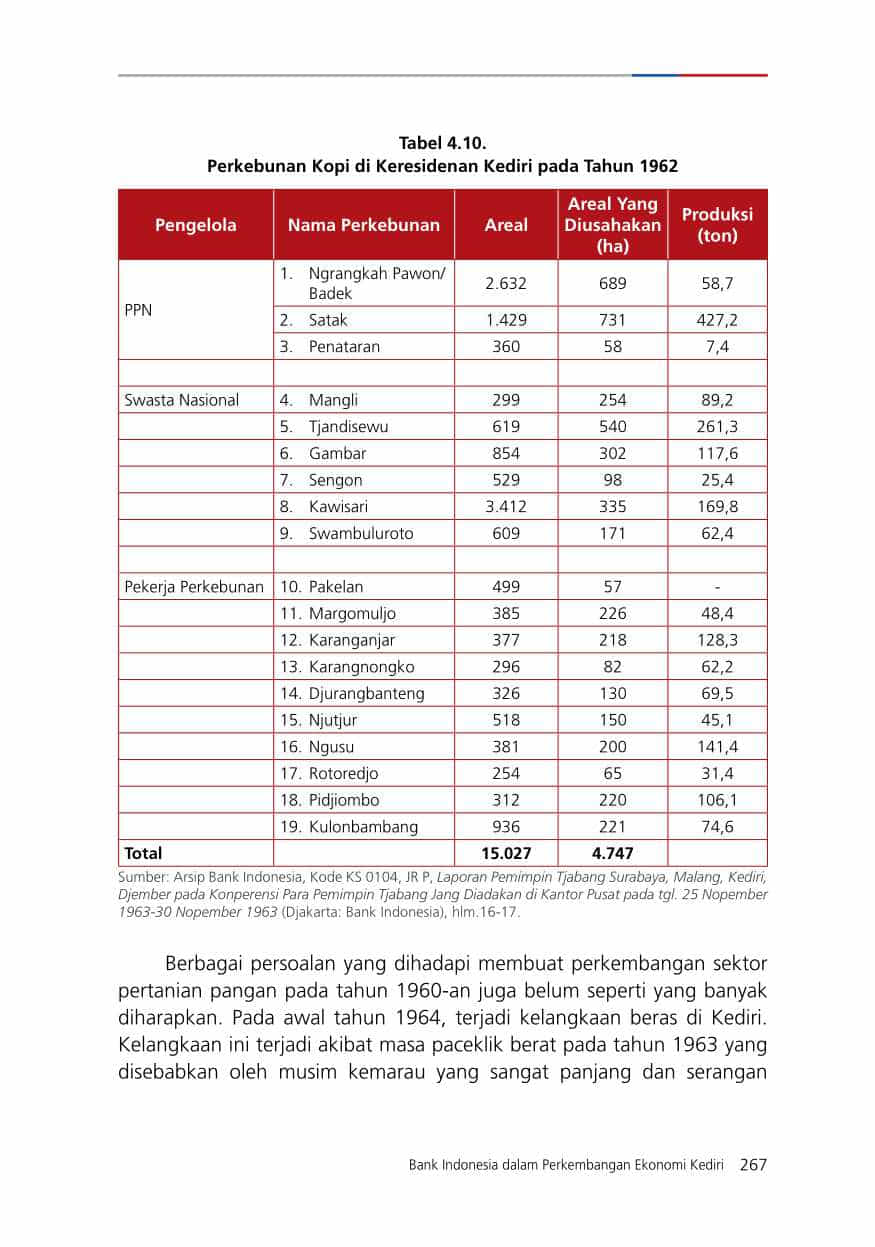 Tabel 4.10.
Perkebunan Kopi di Keresidenan Kediri pada Tahun 1962
Pengelola Nama Perkebunan Areal Areal Yang Diusahakan (ha) Produksi (ton)
PPN 1. Ngrangkah Pawon/ Badek 2.632 689 58,7
2. Satak 1.429 731 427,2
3. Penataran 360 58 7,4
Swasta Nasional 4. Mangli 299 254 89,2
5. Tjandisewu 619 540 261,3
6. Gambar 854 302 117,6
7. Sengon 529 98 25,4
8. Kawisari 3.412 335 169,8
9. Swambuluroto 609 171 62,4
Pekerja Perkebunan 10. Pakelan 499 57 -
11. Margomuljo 385 226 48,4
12. Karanganjar 377 218 128,3
13. Karangnongko 296 82 62,2
14. Djurangbanteng 326 130 69,5
15. Njutjur 518 150 45,1
16. Ngusu 381 200 141,4
17. Rotoredjo 254 65 31,4
18. Pidjiombo 312 220 106,1
19. Kulonbambang 936 221 74,6
Total 15.027 4.747
Sumber: Arsip Bank Indonesia, Kode KS 0104, JR P, Laporan Pemimpin Tjabang Surabaya, Malang, Kediri,
Djember pada Konperensi Para Pemimpin Tjabang Jang Diadakan di Kantor Pusat pada tgl. 25 Nopember
1963-30 Nopember 1963 (Djakarta: Bank Indonesia), hlm.16-17.
Berbagai persoalan yang dihadapi membuat perkembangan sektor
pertanian pangan pada tahun 1960-an juga belum seperti yang banyak
diharapkan. Pada awal tahun 1964, terjadi kelangkaan beras di Kediri.
Kelangkaan ini terjadi akibat masa paceklik berat pada tahun 1963 yang
disebabkan oleh musim kemarau yang sangat panjang dan serangan
Bank Indonesia dalam Perkembangan Ekonomi Kediri 267